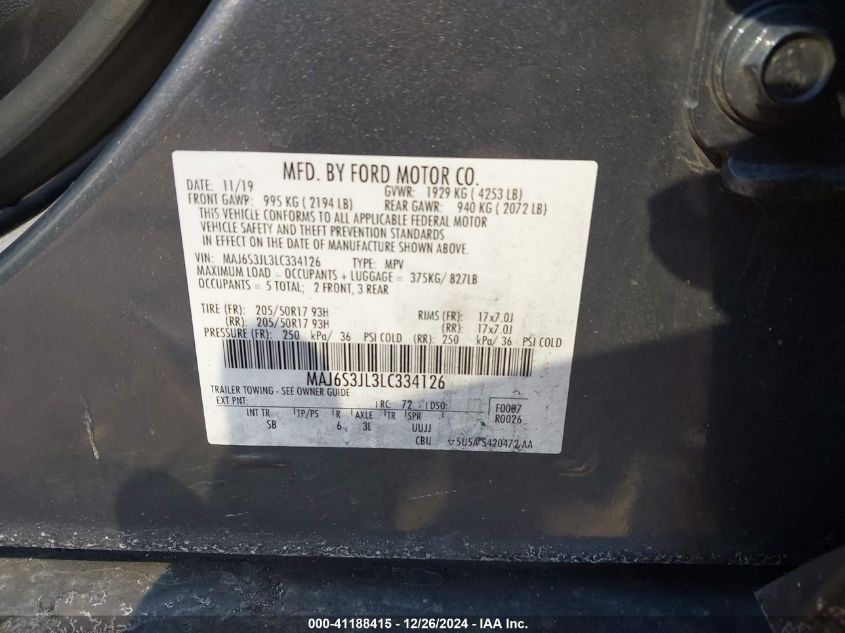 MFD. BY FORD MOTOR CO.
DATE: 11/19 GVWR: 1929 KG ( 4253 LB)
FRONT GAWR: 995 KG ( 2194 LB) REAR GAWR: 940 KG ( 2072 LB)
THIS VEHICLE CONFORMS TO ALL APPLICABLE FEDERAL MOTOR
VEHICLE SAFETY AND THEFT PREVENTION STANDARDS
IN EFFECT ON THE DATE OF MANUFACTURE SHOWN ABOVE.
VIN: MAJ6S3JL3LC334126 TYPE: MPV
MAXIMUM LOAD = OCCUPANTS + LUGGAGE = 375KG/ 827LB
OCCUPANTS = 5 TOTAL; 2 FRONT, 3 REAR
TIRE (FR): 205/50R17 93H RIMS (FR): 17x7.0J
(RR): 205/50R17 93H (RR): 17x7.0J
PRESSURE (FR): 250 kPa/ 36 PSI COLD (RR): 250 kPa/ 36 PSI COLD
MAJ6S3JL3LC334126
TRAILER TOWING - SEE OWNER GUIDE
EXT PNT: RC: 72 DSO: F0087
INT TR TP/PS R AXLE TR SPR R0026
SB 6 3L UUJJ
CBU 5U5A-S420472-AA
000-41188415 - 12/26/2024 - © IAA Inc.